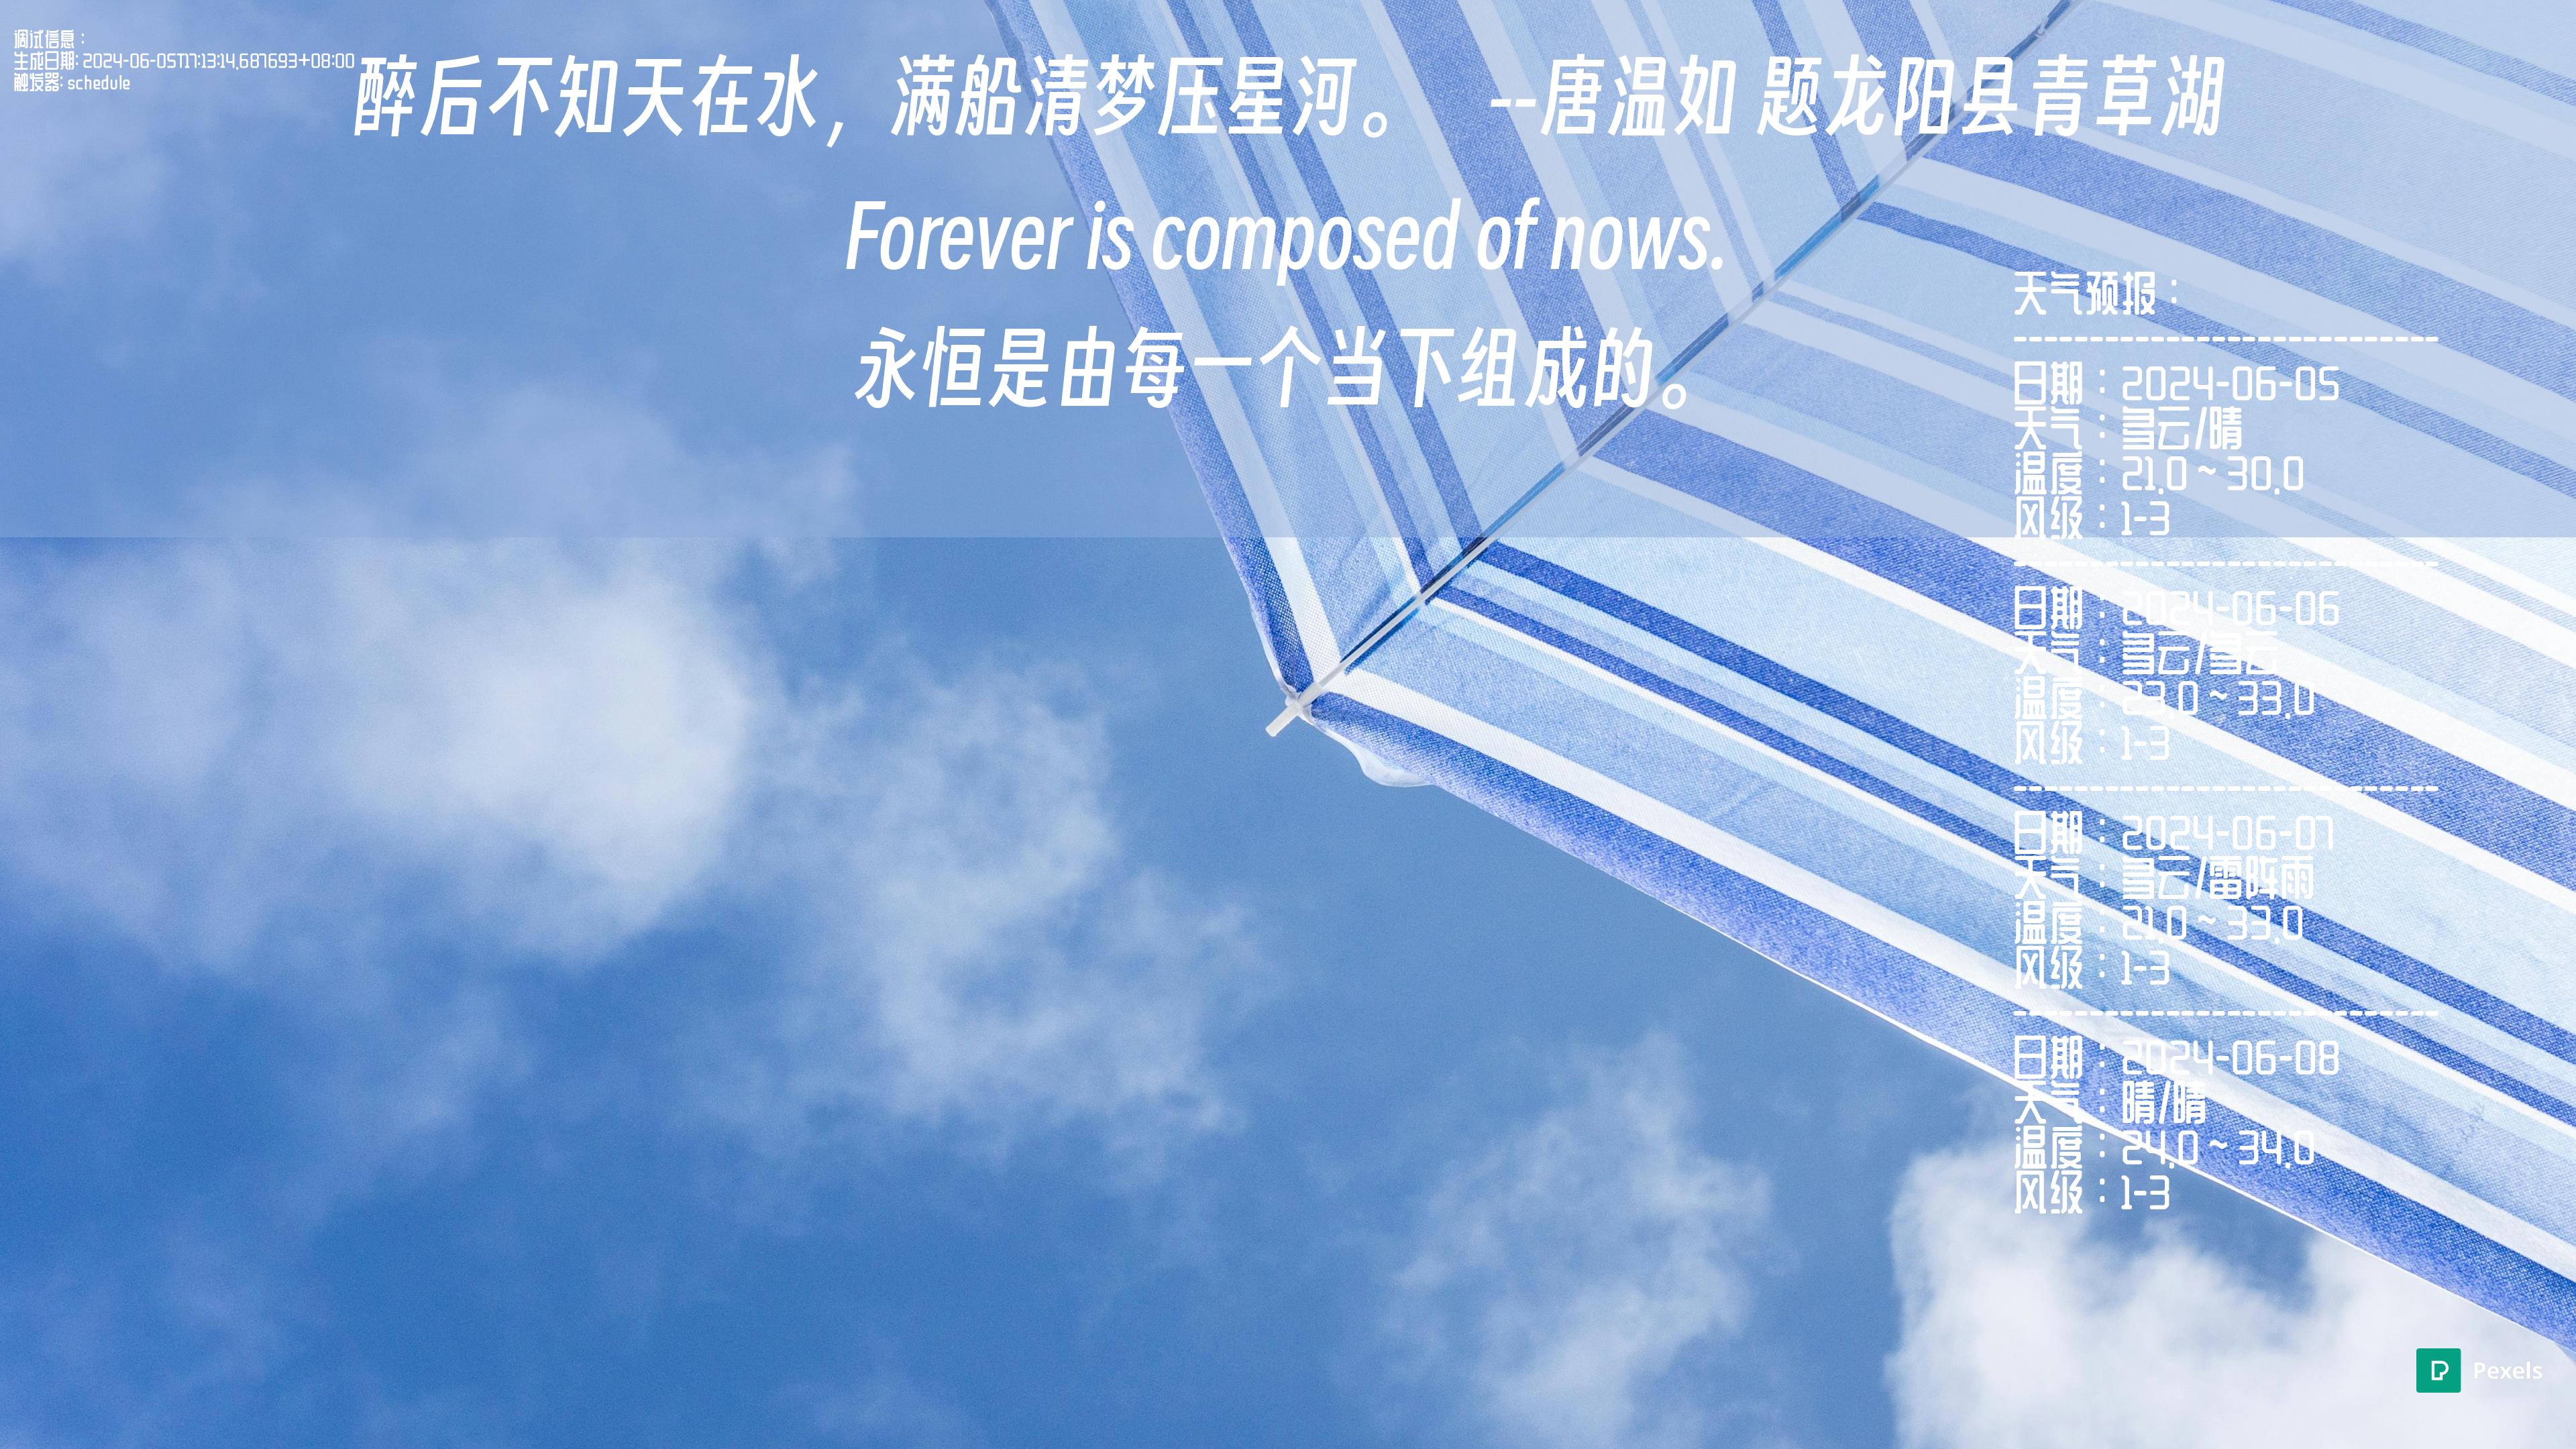 调试信息：
生成日期: 2024-06-05T17:13:14.687693+08:00
触发器: schedule
醉后不知天在水，满船清梦压星河。 --唐温如 题龙阳县青草湖
Forever is composed of nows.
永恒是由每一个当下组成的。
天气预报：
------------------------------
日期：2024-06-05
天气：多云/晴
温度：21.0 ~ 30.0
风级：1-3
------------------------------
日期：2024-06-06
天气：多云/多云
温度：23.0 ~ 33.0
风级：1-3
------------------------------
日期：2024-06-07
天气：多云/雷阵雨
温度：21.0 ~ 33.0
风级：1-3
------------------------------
日期：2024-06-08
天气：晴/晴
温度：24.0 ~ 34.0
风级：1-3
Pexels